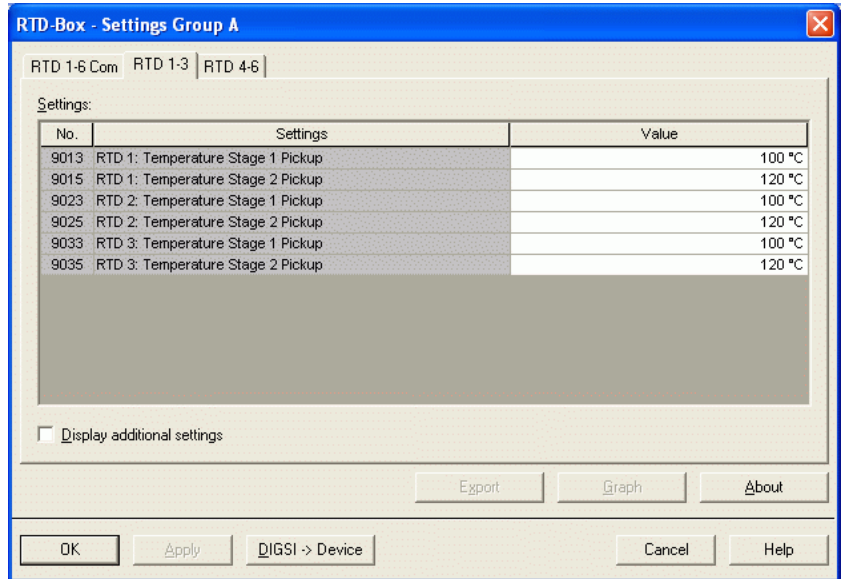 RTD-Box - Settings Group A
RTD 1-6 Com RTD 1-3 RTD 4-6
Settings:
No. Settings Value
9013 RTD 1: Temperature Stage 1 Pickup 100 °C
9015 RTD 1: Temperature Stage 2 Pickup 120 °C
9023 RTD 2: Temperature Stage 1 Pickup 100 °C
9025 RTD 2: Temperature Stage 2 Pickup 120 °C
9033 RTD 3: Temperature Stage 1 Pickup 100 °C
9035 RTD 3: Temperature Stage 2 Pickup 120 °C
Display additional settings
Export Graph About
OK Apply DIGSI -> Device Cancel Help